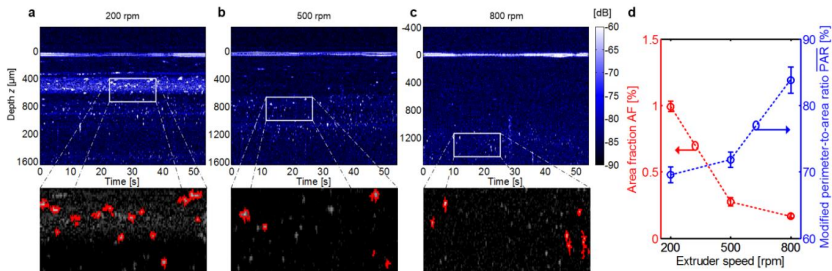 a 200 rpm
b 500 rpm
c 800 rpm
[dB]
d
0
400
800
1200
1600
Depth z [µm]
0 10 20 30 40 50
Time [s]
0
400
600
1200
1600
0 10 20 30 40 50
Time [s]
-400
0
400
800
1200
0 10 20 30 40 50
Time [s]
-60
-65
-70
-75
-80
-85
-90
1.5
1
0.5
0
Area fraction AF [%]
90
80
70
60
Modified perimeter-to-area ratio PAR [%]
200 500 800
Extruder speed [rpm]